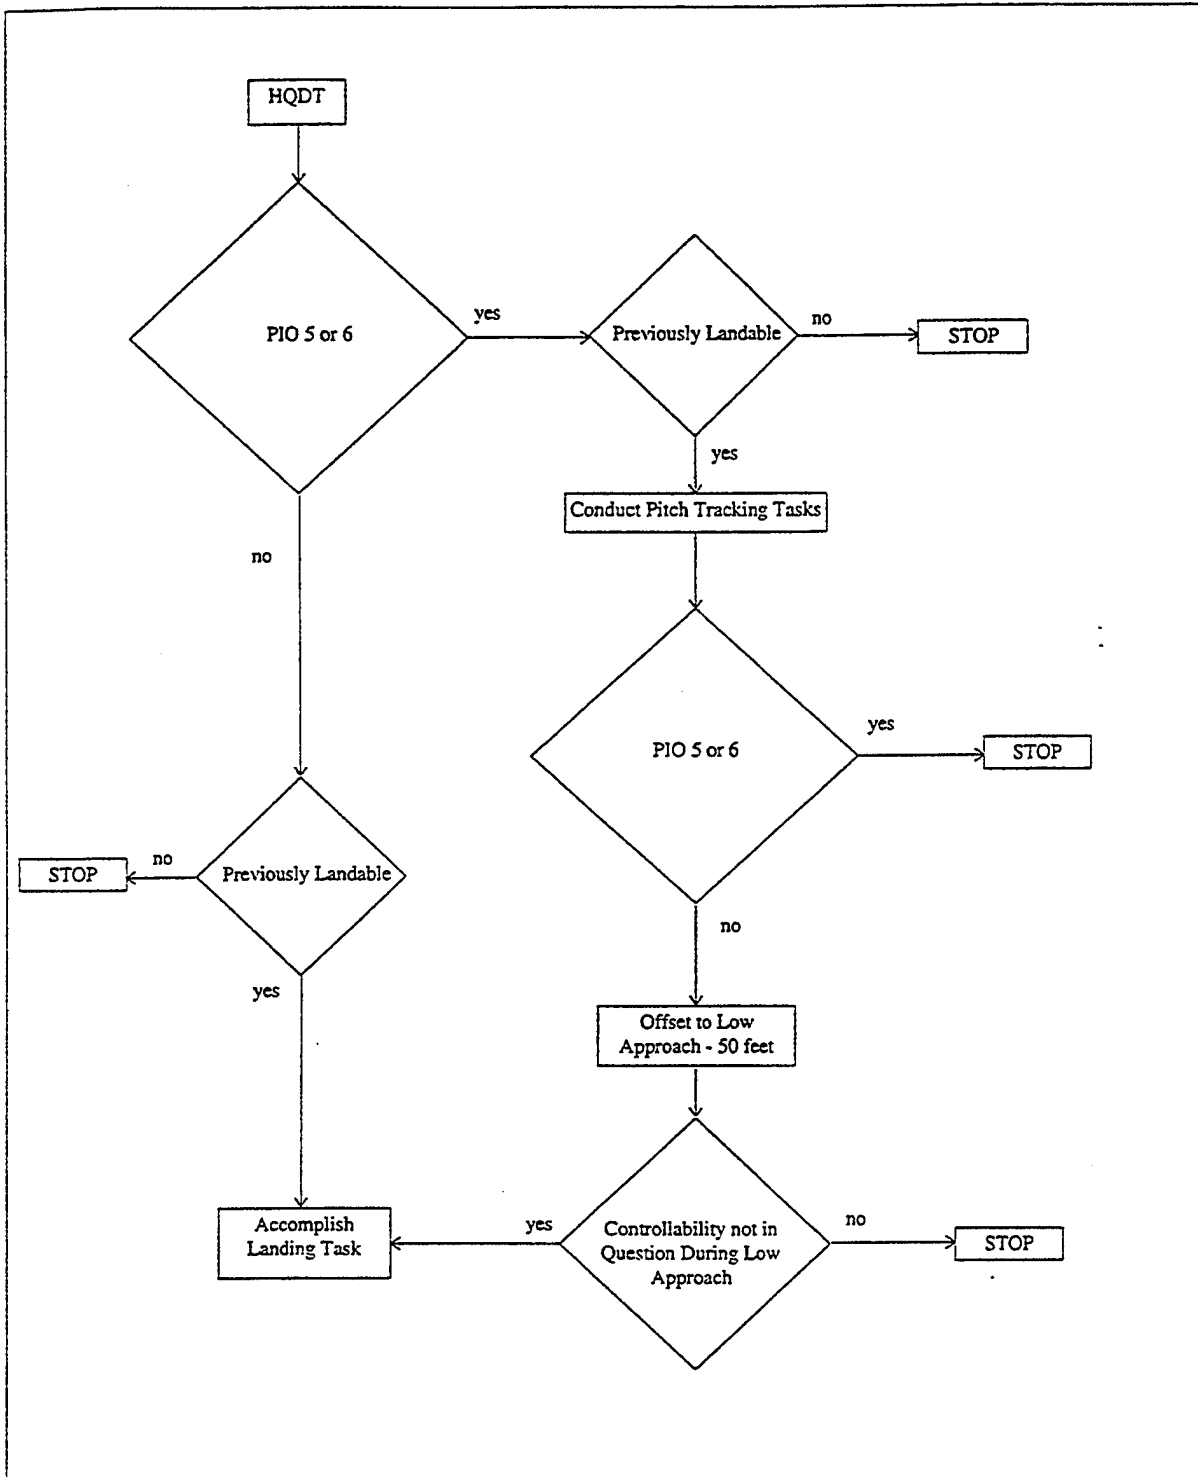 HQDT
PIO 5 or 6
yes
Previously Landable
no
STOP
yes
Conduct Pitch Tracking Tasks
no
PIO 5 or 6
yes
STOP
STOP
no
Previously Landable
no
yes
Offset to Low
Approach - 50 feet
Accomplish
Landing Task
yes
Controllability not in
Question During Low
Approach
no
STOP